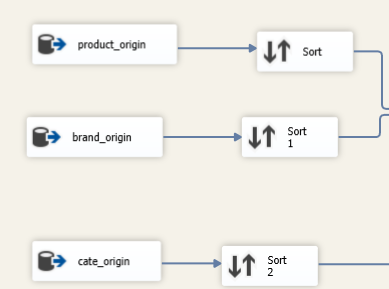 product_origin
Sort
brand_origin
Sort
1
cate_origin
Sort
2